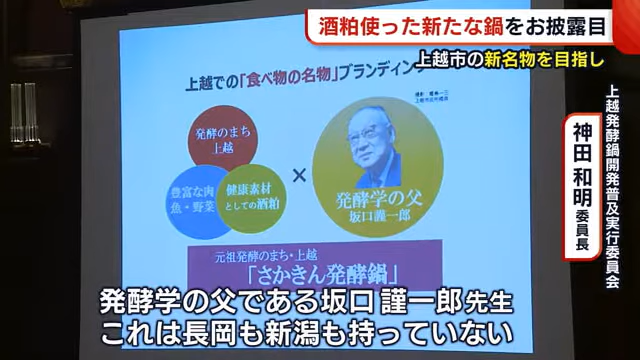 酒粕使った新たな鍋をお披露目
上越市の新名物を目指し
上越での「食べ物の名物」ブランディング
上越市公文書
発酵のまち
上越
豊富な肉
魚・野菜
健康素材
としての酒粕
×
発酵学の父
坂口謹一郎
元祖発酵のまち・上越
「さかきん発酵鍋」
上越発酵鍋開発普及実行委員会
神田 和明 委員長
発酵学の父である坂口 謹一郎先生
これは長岡も新潟も持っていない